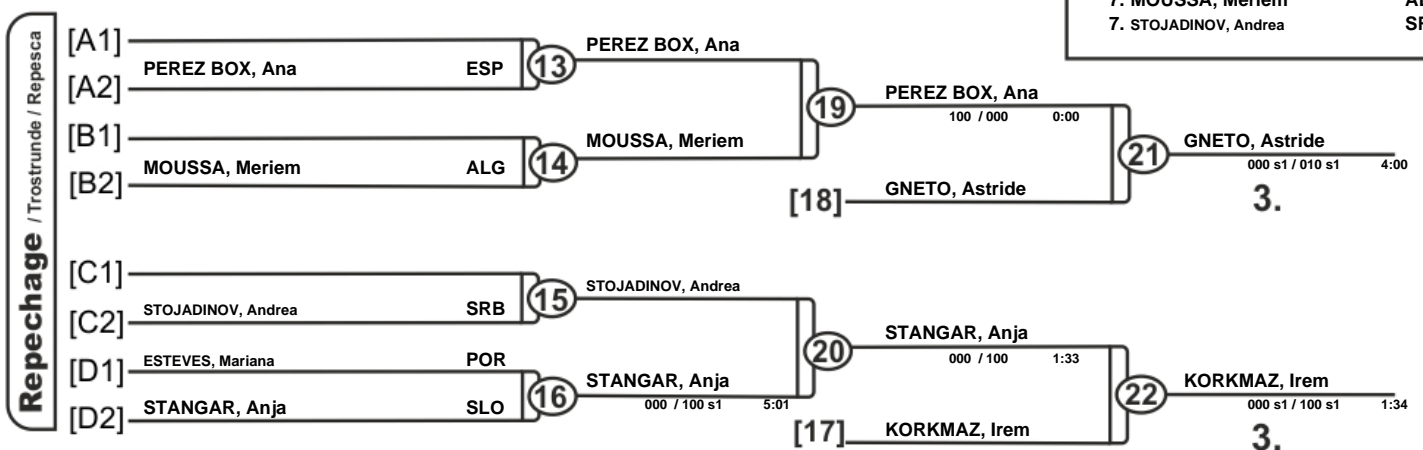 7. MOUSSA, Meriem
7. STOJADINOV, Andrea
Repechage / Trostrunde / Repesca
[A1]
PEREZ BOX, Ana
PEREZ BOX, Ana ESP 13
[A2]
19 PEREZ BOX, Ana
100 / 000 0:00
[B1]
MOUSSA, Meriem
MOUSSA, Meriem ALG 14
[B2]
21 GNETO, Astride
000 s1 / 010 s1 4:00
3.
[18] GNETO, Astride
[C1]
STOJADINOV, Andrea
STOJADINOV, Andrea SRB 15
[C2]
20 STANGAR, Anja
000 / 100 1:33
[D1] ESTEVES, Mariana POR
16 STANGAR, Anja
000 / 100 s1 5:01
[D2] STANGAR, Anja SLO
22 KORKMAZ, Irem
000 s1 / 100 s1 1:34
3.
[17] KORKMAZ, Irem